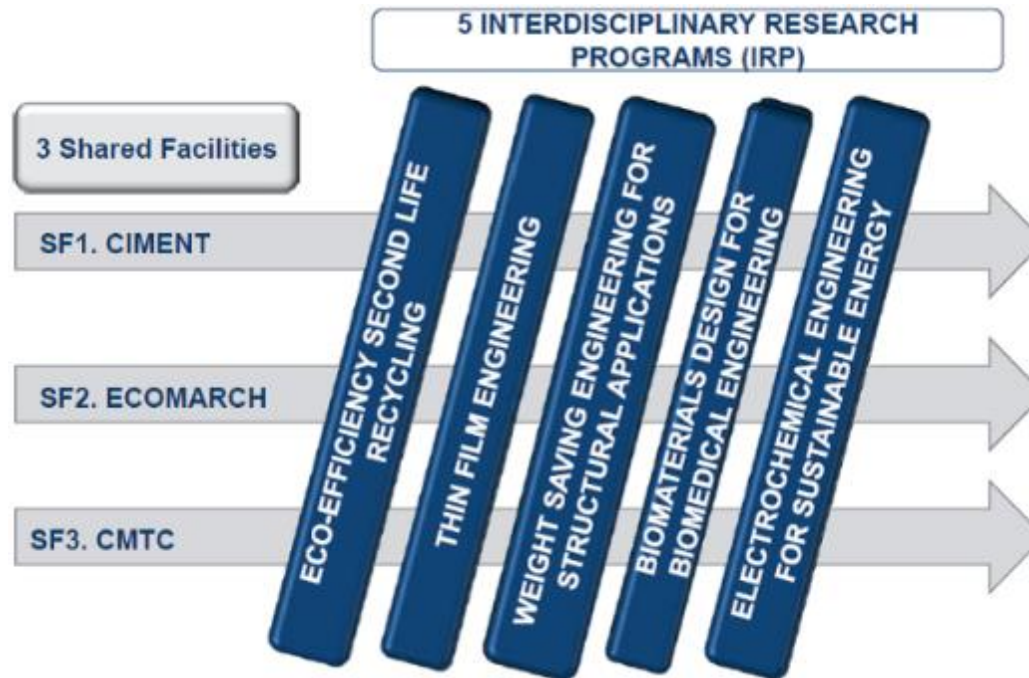 5 INTERDISCIPLINARY RESEARCH
PROGRAMS (IRP)
3 Shared Facilities
SF1. CIMENT
SF2. ECOMARCH
SF3. CMTC
ECO-EFFICIENCY SECOND LIFE
RECYCLING
THIN FILM ENGINEERING
WEIGHT SAVING ENGINEERING FOR
STRUCTURAL APPLICATIONS
BIOMATERIALS DESIGN FOR
BIOMEDICAL ENGINEERING
ELECTROCHEMICAL ENGINEERING
FOR SUSTAINABLE ENERGY